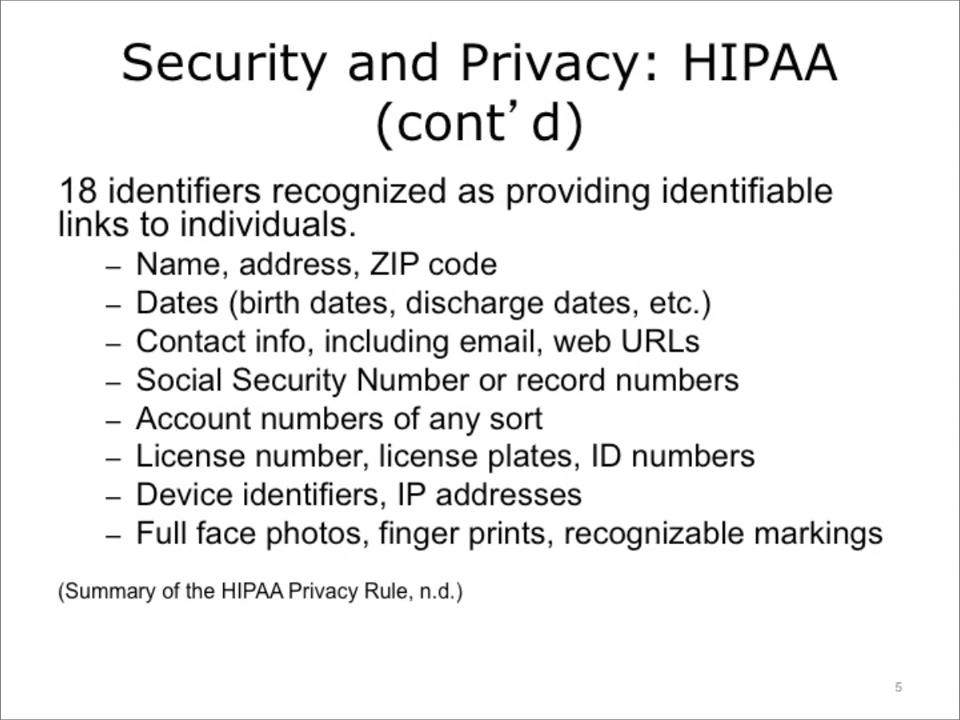 Security and Privacy: HIPAA
(cont’d)
18 identifiers recognized as providing identifiable
links to individuals.
– Name, address, ZIP code
– Dates (birth dates, discharge dates, etc.)
– Contact info, including email, web URLs
– Social Security Number or record numbers
– Account numbers of any sort
– License number, license plates, ID numbers
– Device identifiers, IP addresses
– Full face photos, finger prints, recognizable markings
(Summary of the HIPAA Privacy Rule, n.d.)
5